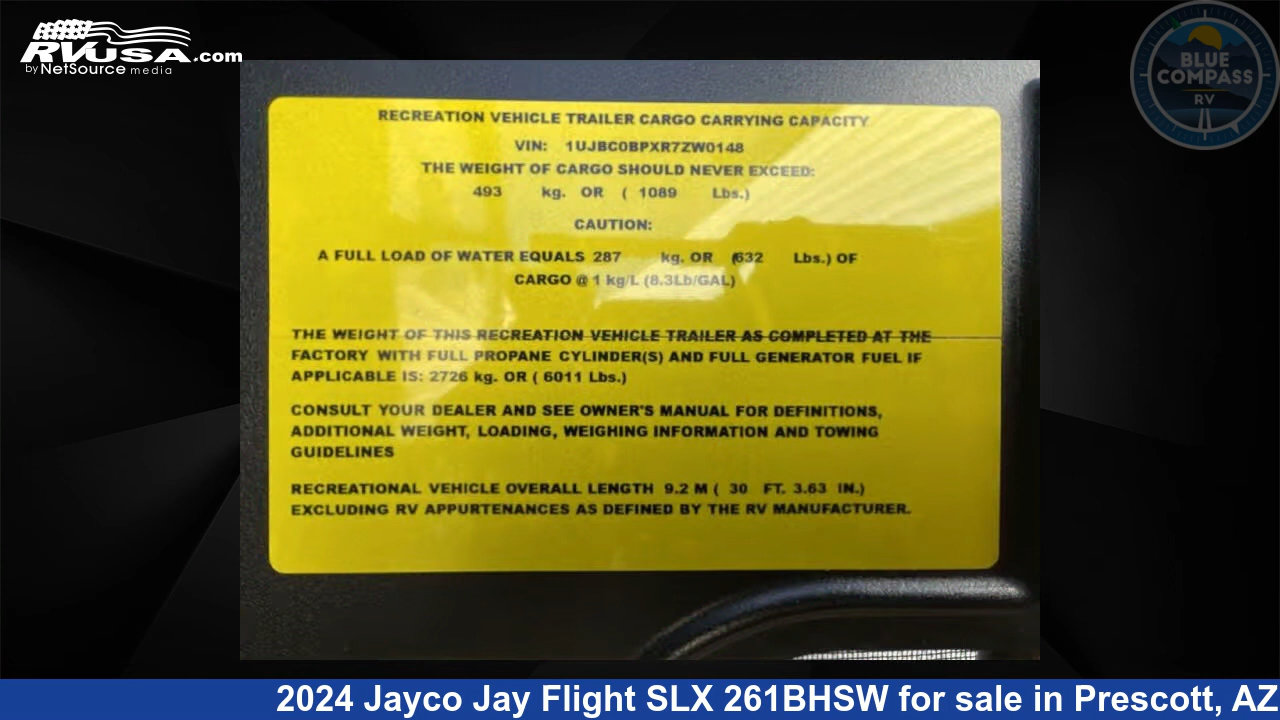 RVUSA.com
by NetSource media
BLUE
COMPASS
RV
RECREATION VEHICLE TRAILER CARGO CARRYING CAPACITY
VIN: 1UJBC0BPXR7ZW0148
THE WEIGHT OF CARGO SHOULD NEVER EXCEED:
493 kg. OR ( 1089 Lbs.)
CAUTION:
A FULL LOAD OF WATER EQUALS 287 kg. OR (632 Lbs.) OF
CARGO @ 1 kg/L (8.3Lb/GAL)
THE WEIGHT OF THIS RECREATION VEHICLE TRAILER AS COMPLETED AT THE
FACTORY WITH FULL PROPANE CYLINDER(S) AND FULL GENERATOR FUEL IF
APPLICABLE IS: 2726 kg. OR ( 6011 Lbs.)
CONSULT YOUR DEALER AND SEE OWNER'S MANUAL FOR DEFINITIONS,
ADDITIONAL WEIGHT, LOADING, WEIGHING INFORMATION AND TOWING
GUIDELINES
RECREATIONAL VEHICLE OVERALL LENGTH 9.2 M ( 30 FT. 3.63 IN.)
EXCLUDING RV APPURTENANCES AS DEFINED BY THE RV MANUFACTURER.
2024 Jayco Jay Flight SLX 261BHSW for sale in Prescott, AZ